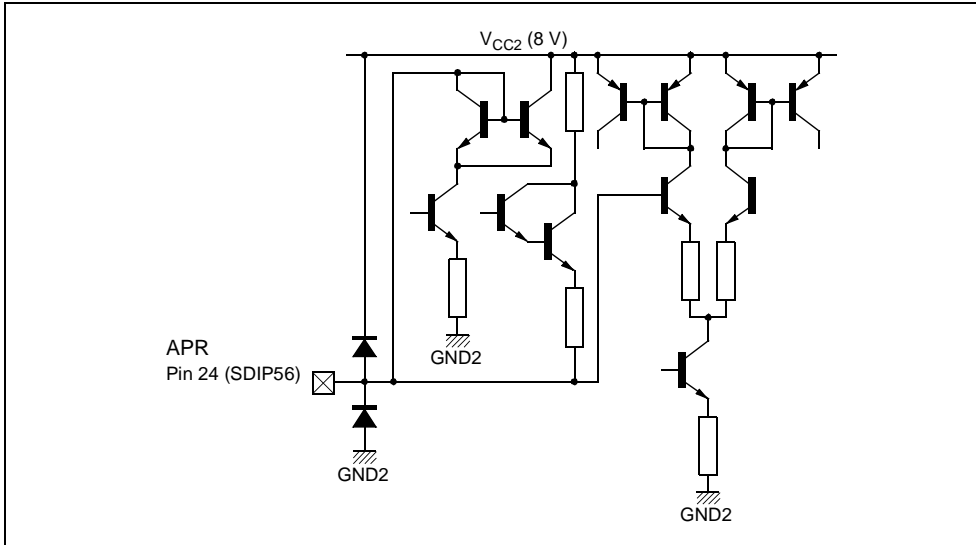 VCC2 (8 V)
GND2
APR
Pin 24 (SDIP56)
GND2
GND2